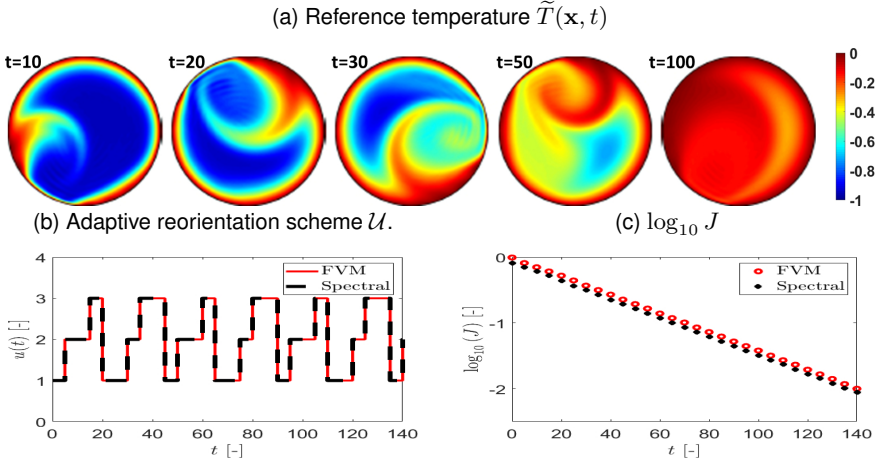 (a) Reference temperature T̃(x, t)
t=10 t=20 t=30 t=50 t=100
0
-0.2
-0.4
-0.6
-0.8
-1
(b) Adaptive reorientation scheme 𝒰.
(c) log₁₀ J
4
3
2
1
0
u(t) [-]
FVM
Spectral
0 20 40 60 80 100 120 140
t [-]
0
-1
-2
log₁₀(J) [-]
FVM
Spectral
0 20 40 60 80 100 120 140
t [-]